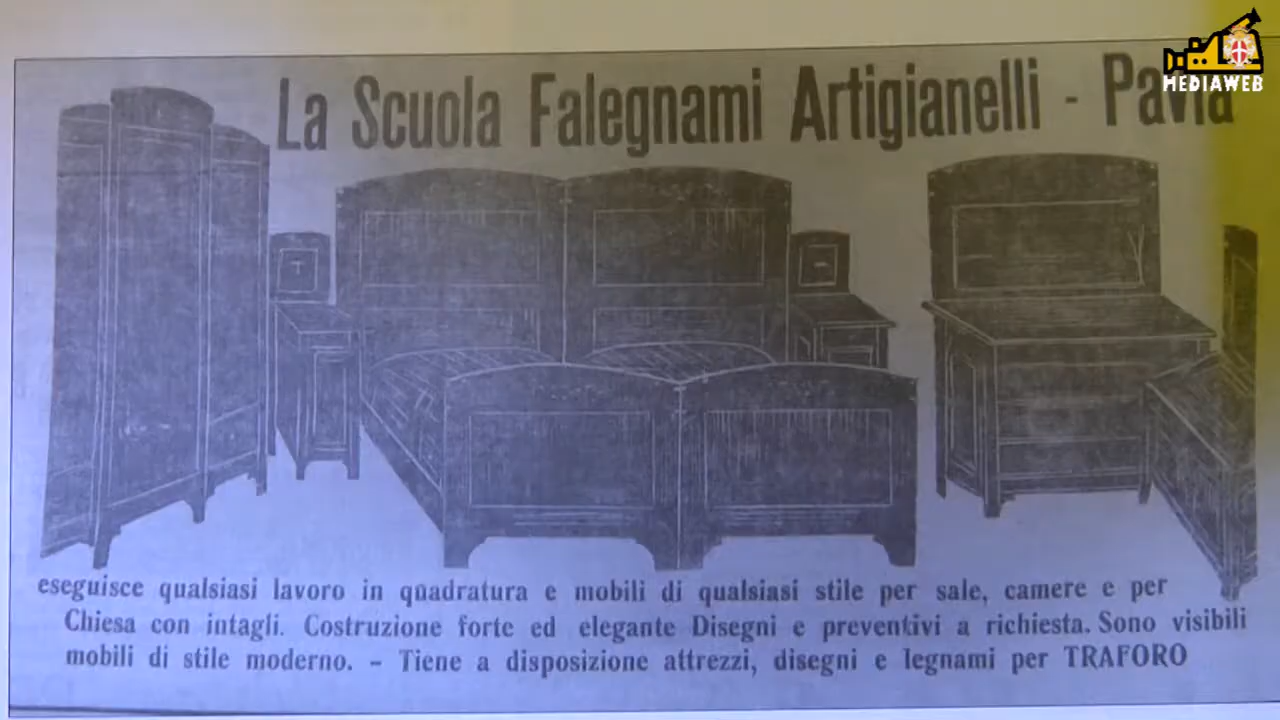 MEDIAWEB
La Scuola Falegnami Artigianelli - Pavia
eseguisce qualsiasi lavoro in quadratura e mobili di qualsiasi stile per sale, camere e per
Chiesa con intagli. Costruzione forte ed elegante Disegni e preventivi a richiesta. Sono visibili
mobili di stile moderno. - Tiene a disposizione attrezzi, disegni e legnami per TRAFORO